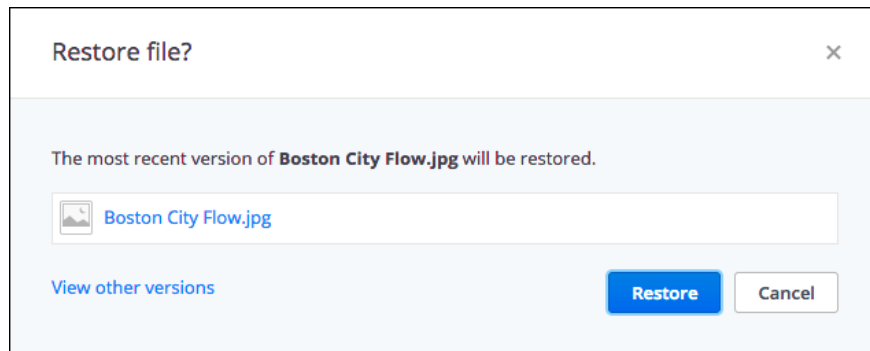 Restore file?
The most recent version of Boston City Flow.jpg will be restored.
Boston City Flow.jpg
View other versions
Restore
Cancel